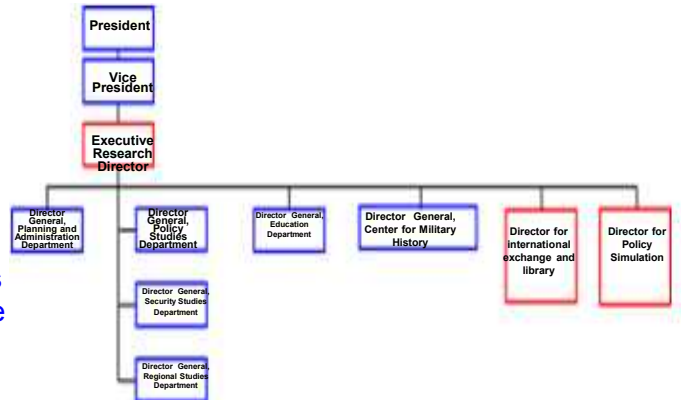 President
Vice
President
Executive
Research
Director
Director
General,
Planning and
Administration
Department
Director
General,
Policy
Studies
Department
Director General,
Education
Department
Director General,
Center for Military
History
Director for
international
exchange and
library
Director for
Policy
Simulation
Director General,
Security Studies
Department
Director General,
Regional Studies
Department